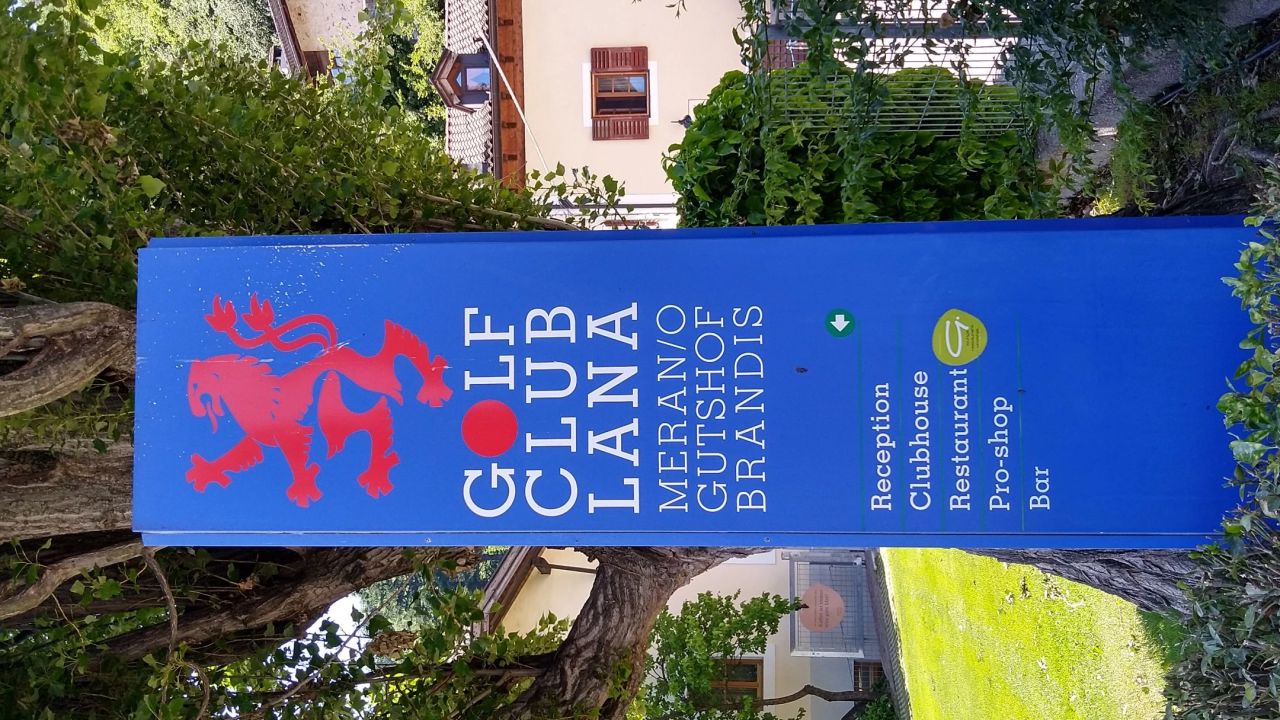 GOLF
CLUB
LANA
MERAN/O
GUTSHOF
BRANDIS
Reception
Clubhouse
Restaurant
Pro-shop
Bar